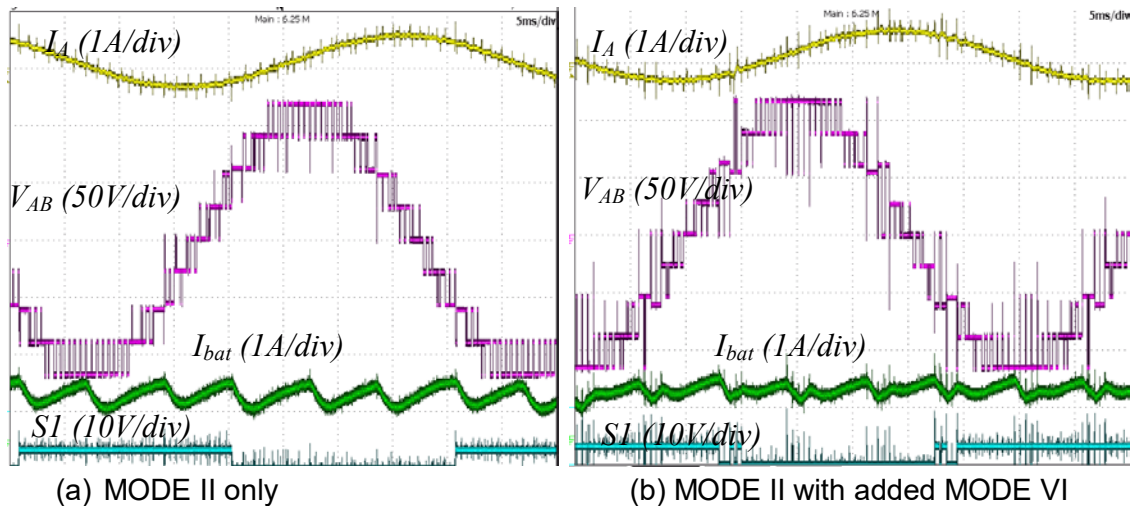 Main : 6.25 M
5ms/div
I_A (1A/div)
V_AB (50V/div)
I_bat (1A/div)
S1 (10V/div)
(a) MODE II only
Main : 6.25 M
5ms/div
I_A (1A/div)
V_AB (50V/div)
I_bat (1A/div)
S1 (10V/div)
(b) MODE II with added MODE VI